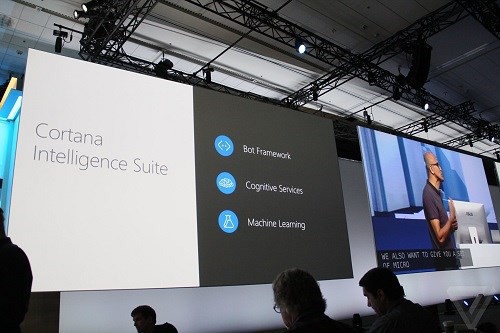 Cortana
Intelligence Suite
Bot Framework
Cognitive Services
Machine Learning
WE ALSO WANT TO GIVE YOU A SET
OF MICRO